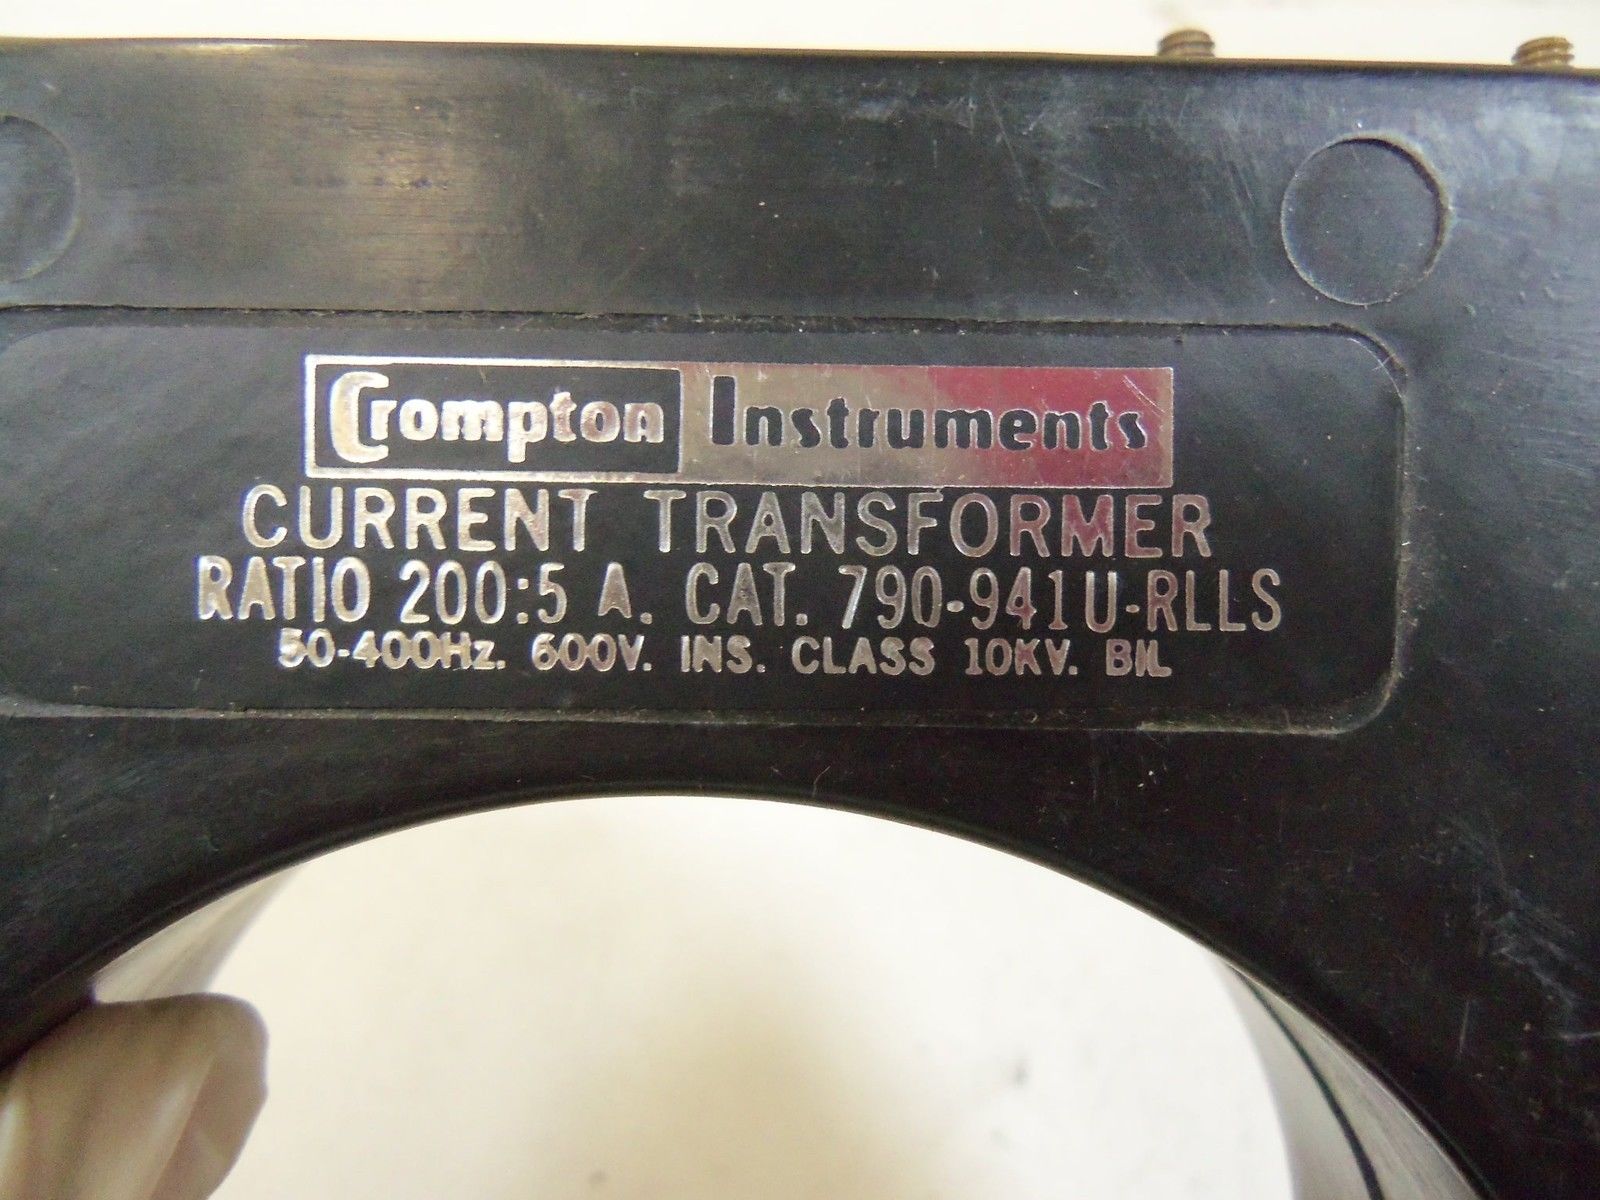 Crompton Instruments
CURRENT TRANSFORMER
RATIO 200:5 A. CAT. 790-941U-RLLS
50-400Hz. 600V. INS. CLASS 10KV. BIL